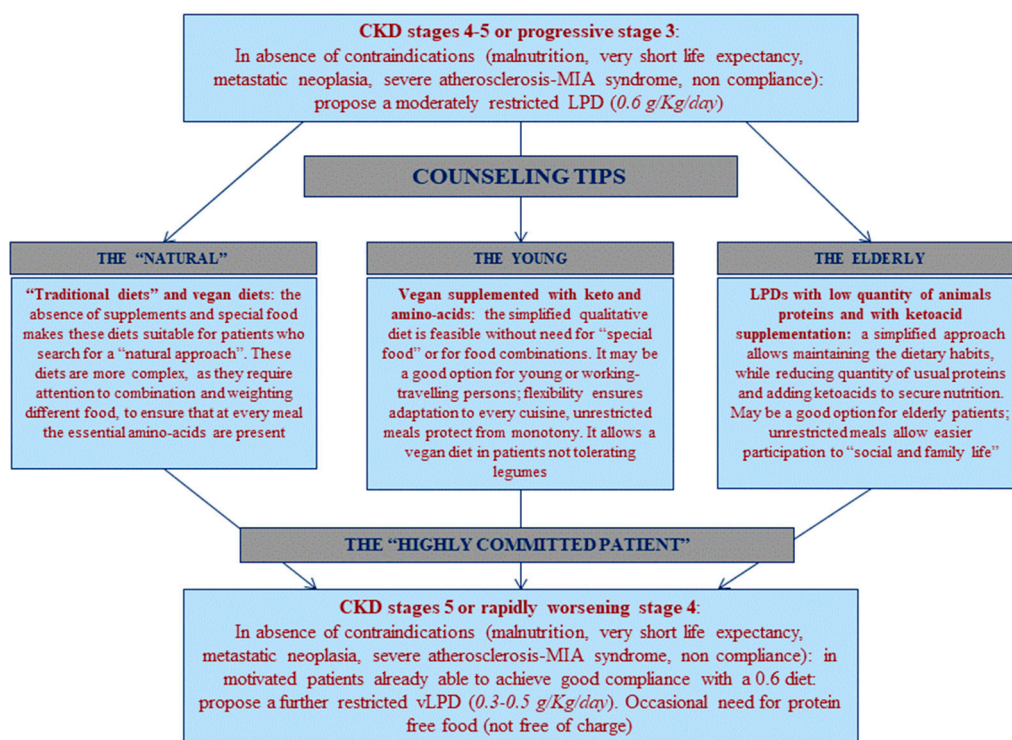 CKD stages 4-5 or progressive stage 3:
In absence of contraindications (malnutrition, very short life expectancy,
metastatic neoplasia, severe atherosclerosis-MIA syndrome, non compliance):
propose a moderately restricted LPD (0.6 g/Kg/day)
COUNSELING TIPS
THE “NATURAL”
“Traditional diets” and vegan diets: the
absence of supplements and special food
makes these diets suitable for patients who
search for a “natural approach”. These
diets are more complex, as they require
attention to combination and weighting
different food, to ensure that at every meal
the essential amino-acids are present
THE YOUNG
Vegan supplemented with keto and
amino-acids: the simplified qualitative
diet is feasible without need for “special
food” or for food combinations. It may be
a good option for young or working-
travelling persons; flexibility ensures
adaptation to every cuisine, unrestricted
meals protect from monotony. It allows a
vegan diet in patients not tolerating
legumes
THE ELDERLY
LPDs with low quantity of animals
proteins and with ketoacid
supplementation: a simplified approach
allows maintaining the dietary habits,
while reducing quantity of usual proteins
and adding ketoacids to secure nutrition.
May be a good option for elderly patients;
unrestricted meals allow easier
participation to “social and family life”
THE “HIGHLY COMMITTED PATIENT”
CKD stages 5 or rapidly worsening stage 4:
In absence of contraindications (malnutrition, very short life expectancy,
metastatic neoplasia, severe atherosclerosis-MIA syndrome, non compliance): in
motivated patients already able to achieve good compliance with a 0.6 diet:
propose a further restricted vLPD (0.3-0.5 g/Kg/day). Occasional need for protein
free food (not free of charge)